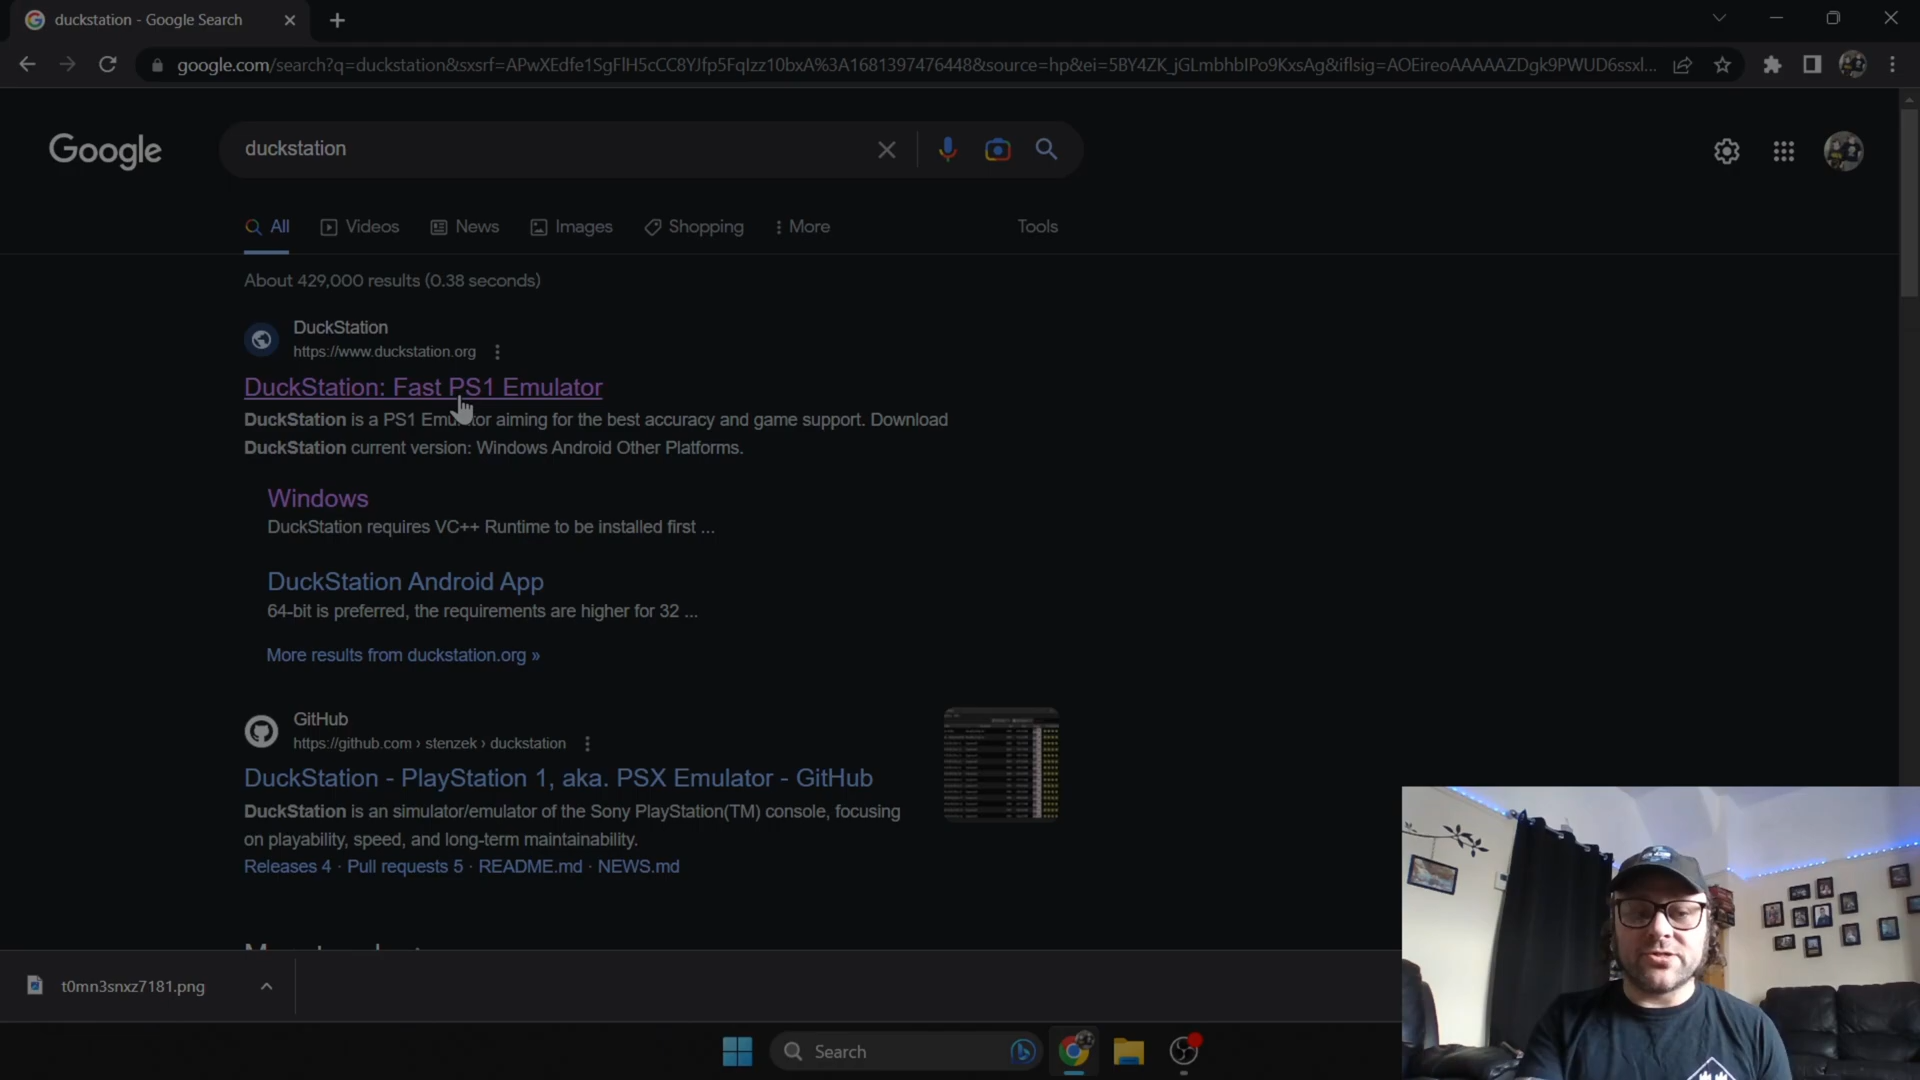 duckstation - Google Search
google.com/search?q=duckstation&sxsrf=APwXEdfe1SgFlH5cCC8YJfp5Fqlzz10bxA%3A1681397476448&source=hp&ei=5BY4ZK_jGLmbhbIPo9KxsAg&iflsig=AOEireoAAAAAZDgk9PWUD6ssxl...
Google
duckstation
All
Videos
News
Images
Shopping
More
Tools
About 429,000 results (0.38 seconds)
DuckStation
https://www.duckstation.org
DuckStation: Fast PS1 Emulator
DuckStation is a PS1 Emulator aiming for the best accuracy and game support. Download
DuckStation current version: Windows Android Other Platforms.
Windows
DuckStation requires VC++ Runtime to be installed first ...
DuckStation Android App
64-bit is preferred, the requirements are higher for 32 ...
More results from duckstation.org »
GitHub
https://github.com › stenzek › duckstation
DuckStation - PlayStation 1, aka. PSX Emulator - GitHub
DuckStation is an simulator/emulator of the Sony PlayStation(TM) console, focusing
on playability, speed, and long-term maintainability.
Releases 4 · Pull requests 5 · README.md · NEWS.md
t0mn3snxz7181.png
Search